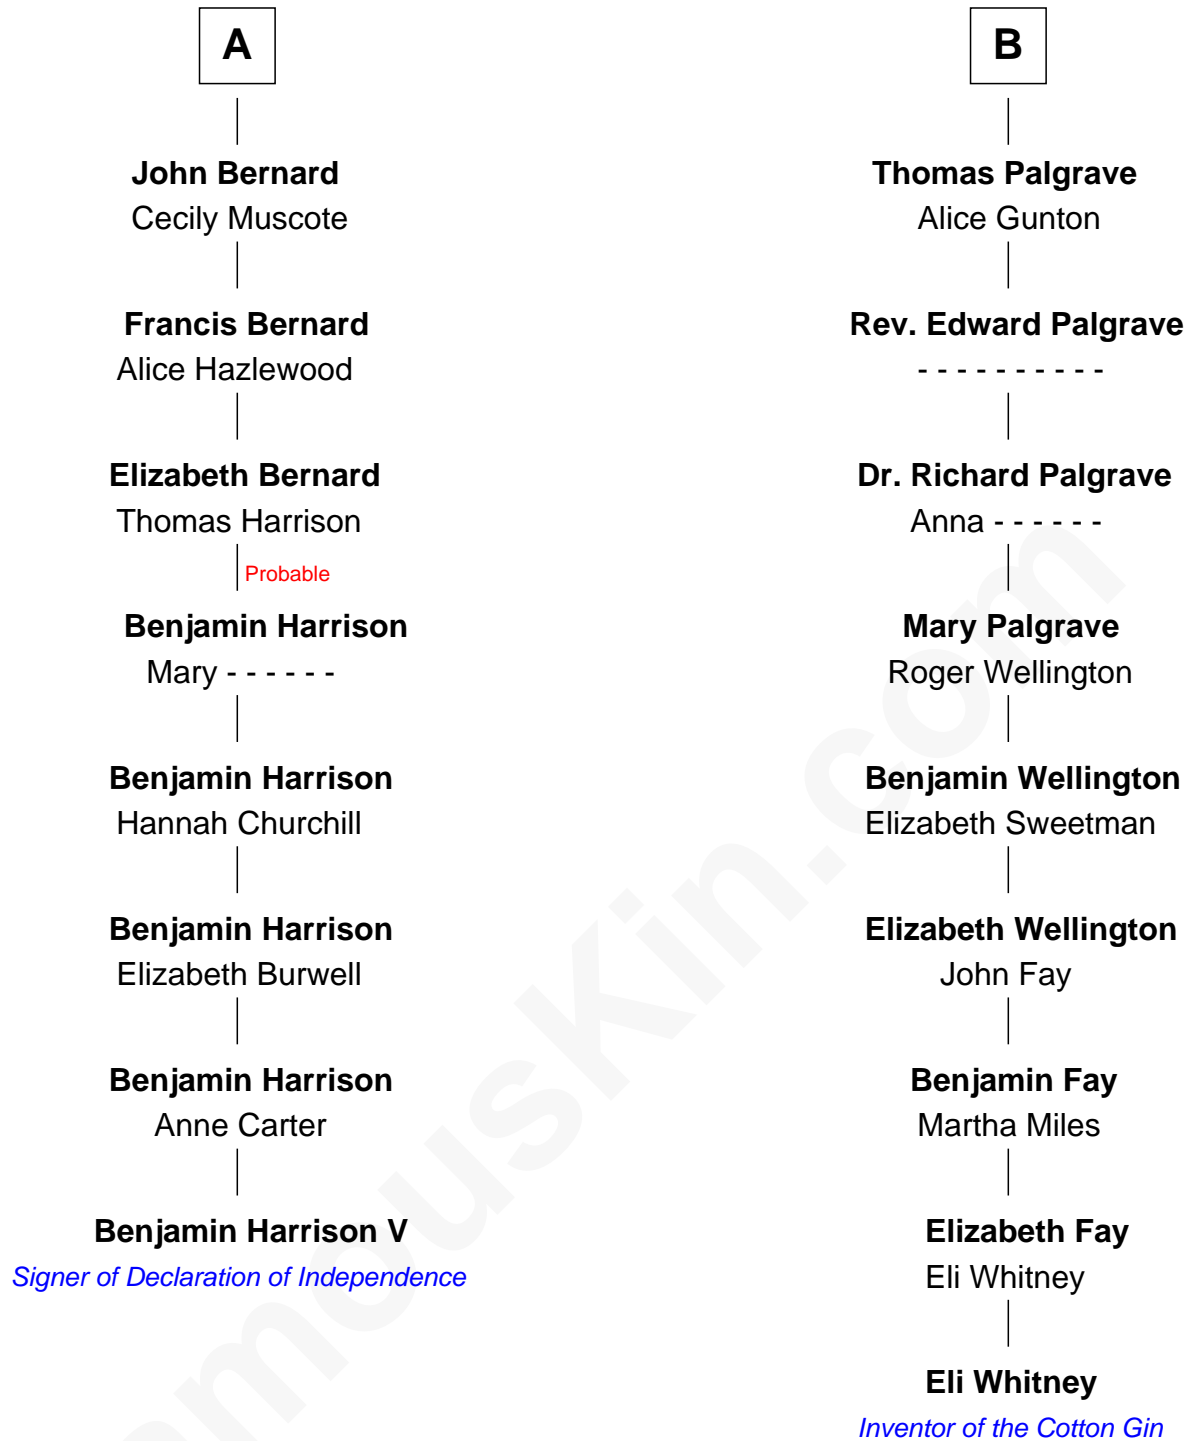 A
John Bernard
Cecily Muscote
Francis Bernard
Alice Hazlewood
Elizabeth Bernard
Thomas Harrison
Probable
Benjamin Harrison
Mary - - - - - -
Benjamin Harrison
Hannah Churchill
Benjamin Harrison
Elizabeth Burwell
Benjamin Harrison
Anne Carter
Benjamin Harrison V
Signer of Declaration of Independence
B
Thomas Palgrave
Alice Gunton
Rev. Edward Palgrave
- - - - - - - - - -
Dr. Richard Palgrave
Anna - - - - - -
Mary Palgrave
Roger Wellington
Benjamin Wellington
Elizabeth Sweetman
Elizabeth Wellington
John Fay
Benjamin Fay
Martha Miles
Elizabeth Fay
Eli Whitney
Eli Whitney
Inventor of the Cotton Gin
amousKin.com